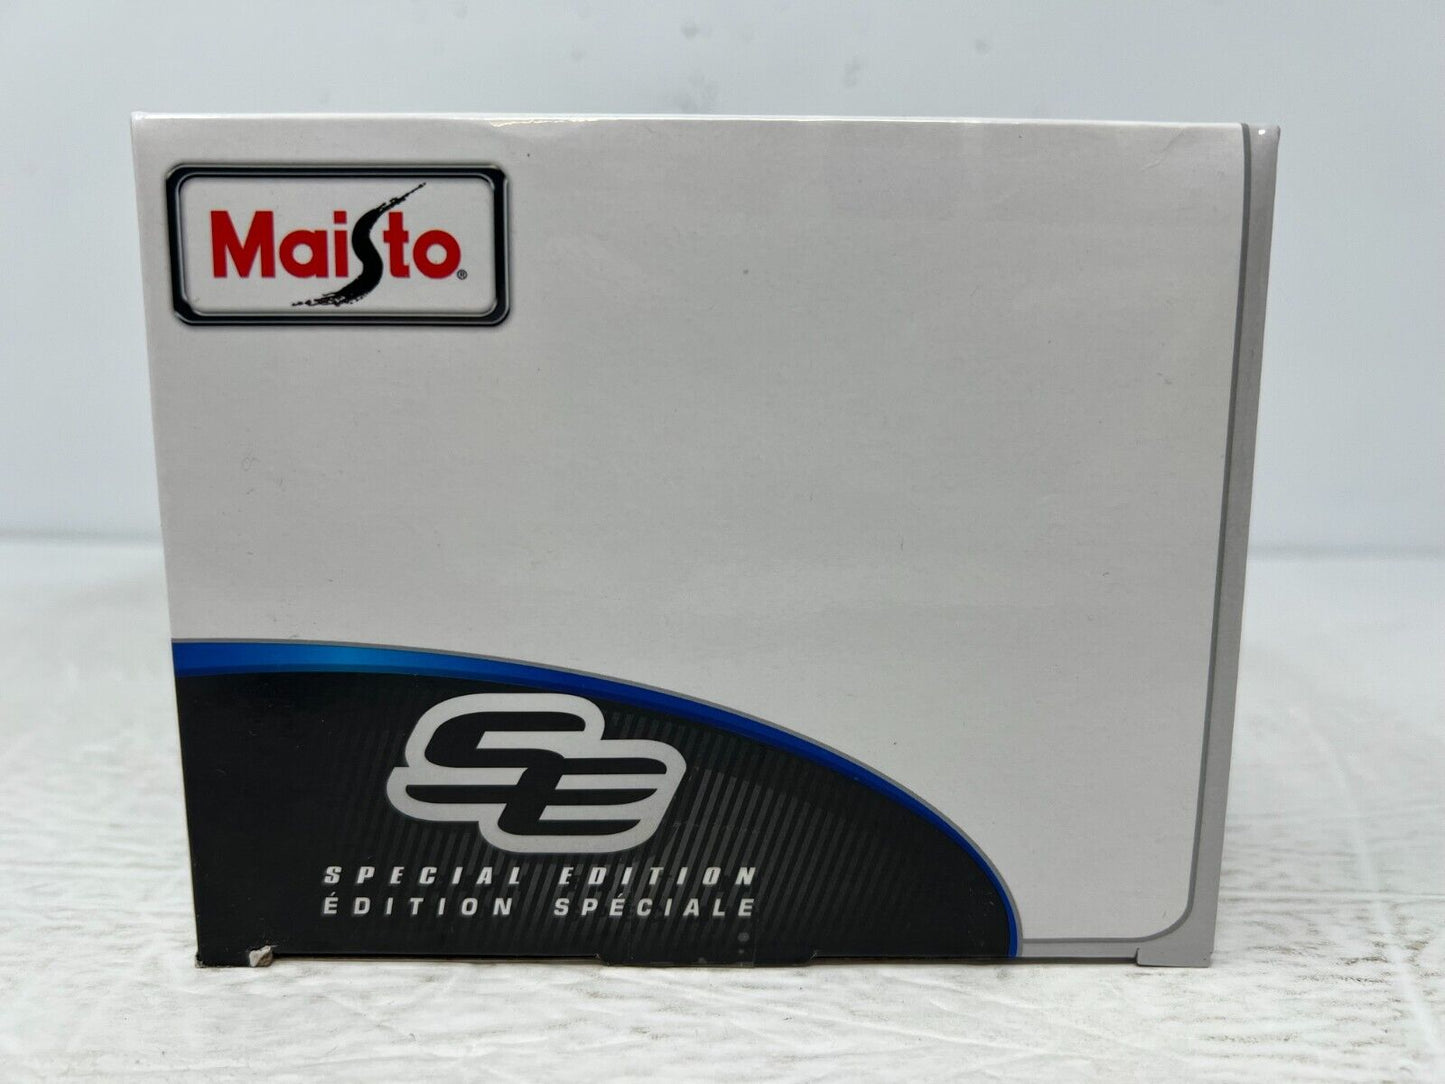 Maisto®
SE
SPECIAL EDITION
ÉDITION SPÉCIALE